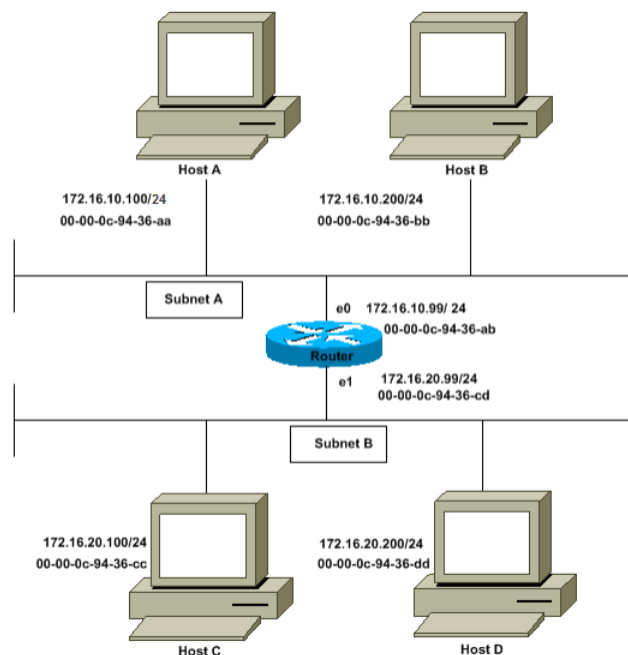 Host A
Host B
172.16.10.100/24
00-00-0c-94-36-aa
172.16.10.200/24
00-00-0c-94-36-bb
Subnet A
e0 172.16.10.99/ 24
00-00-0c-94-36-ab
Router
e1 172.16.20.99/24
00-00-0c-94-36-cd
Subnet B
172.16.20.100/24
00-00-0c-94-36-cc
172.16.20.200/24
00-00-0c-94-36-dd
Host C
Host D